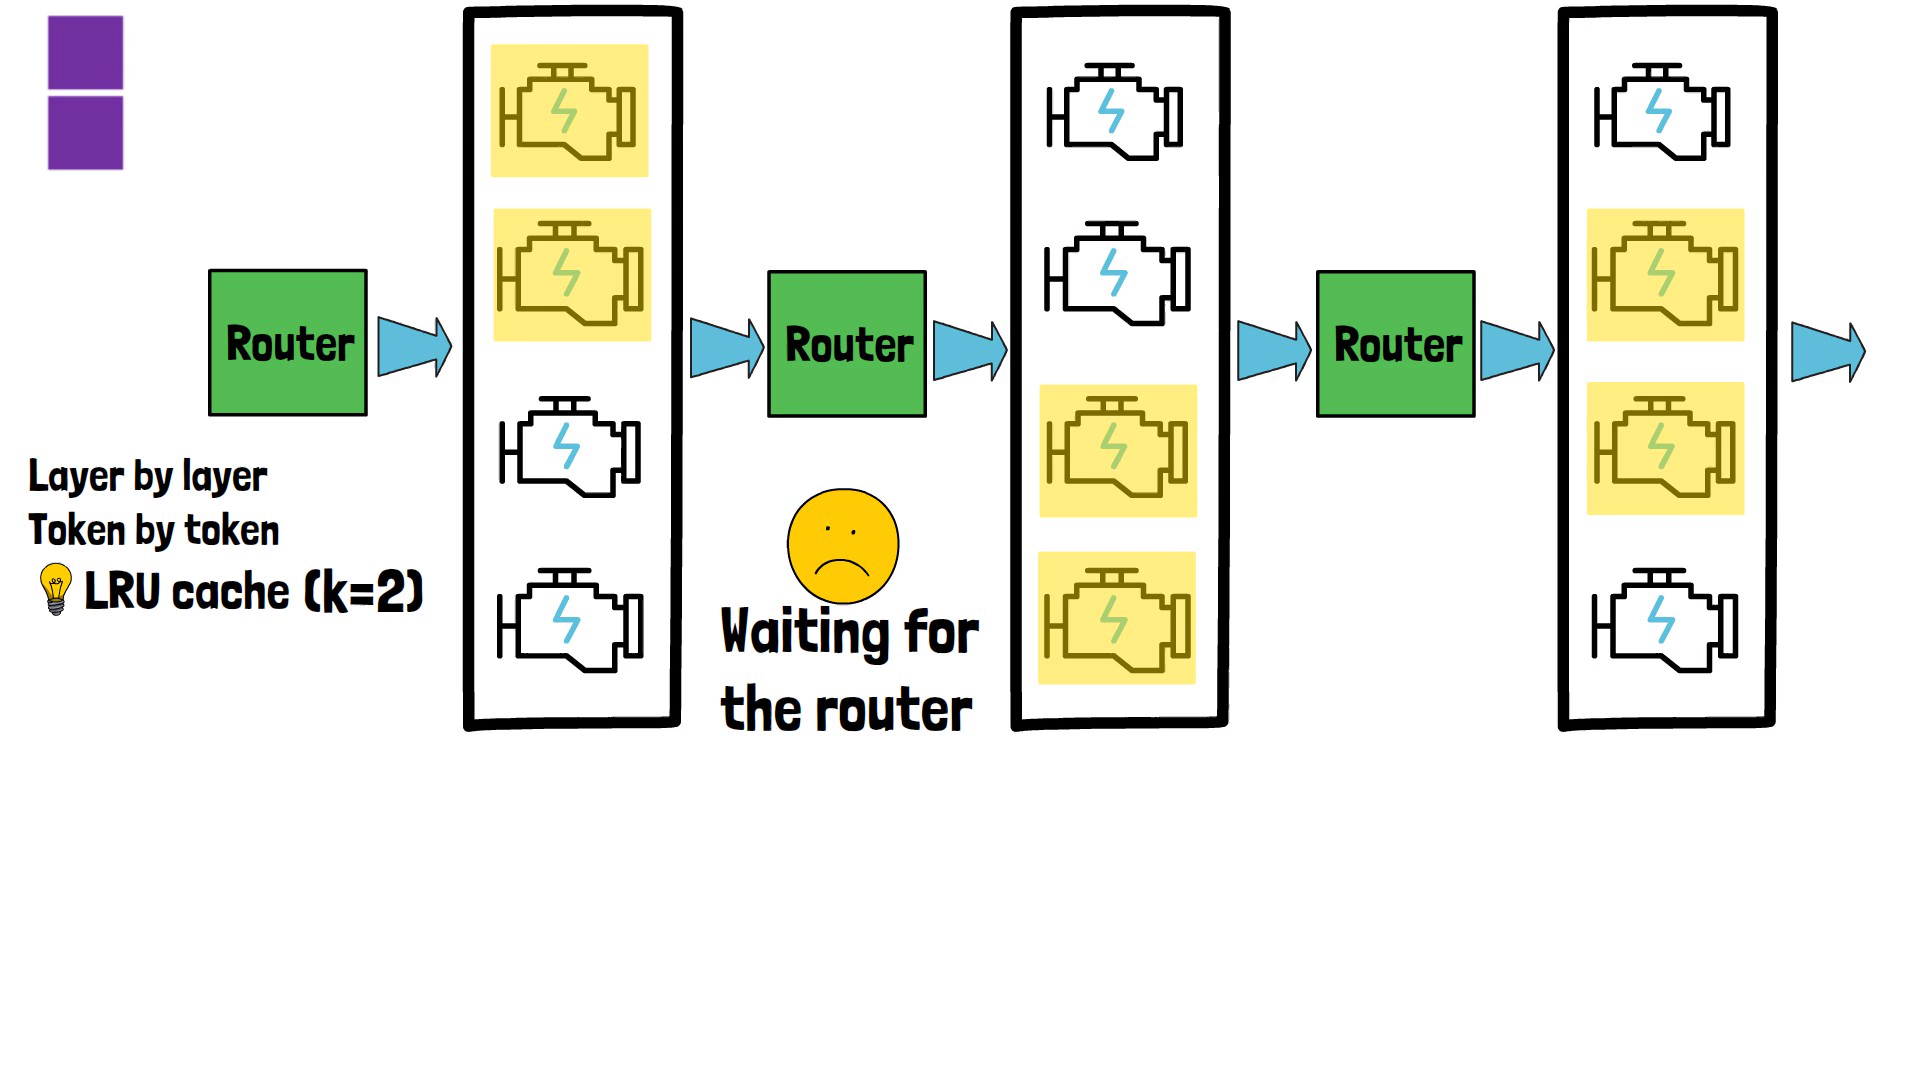 Router
Router
Router
Layer by layer
Token by token
LRU cache (k=2)
Waiting for
the router